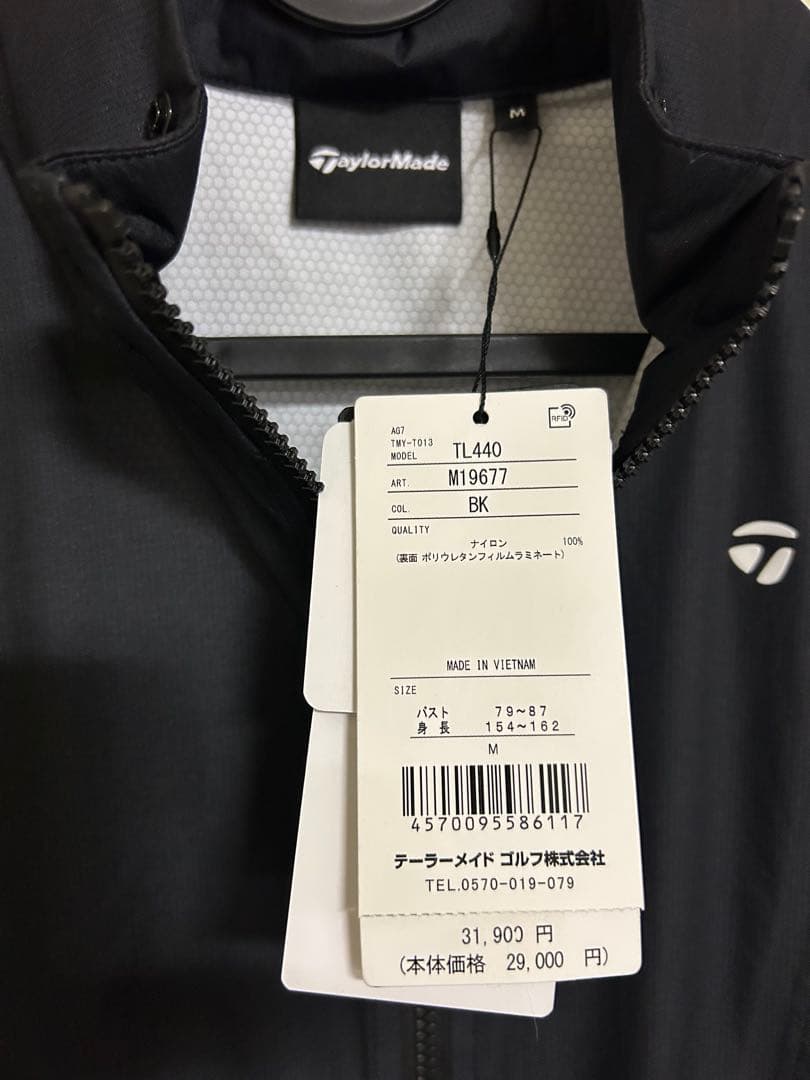 TaylorMade
M
RFID
AG7
TMY-T013
MODEL TL440
ART. M19677
COL. BK
QUALITY
ナイロン 100%
(裏面 ポリウレタンフィルムラミネート)
MADE IN VIETNAM
SIZE
バスト 79~87
身長 154~162
M
4570095586117
テーラーメイド ゴルフ株式会社
TEL.0570-019-079
31,900 円
(本体価格 29,000 円)